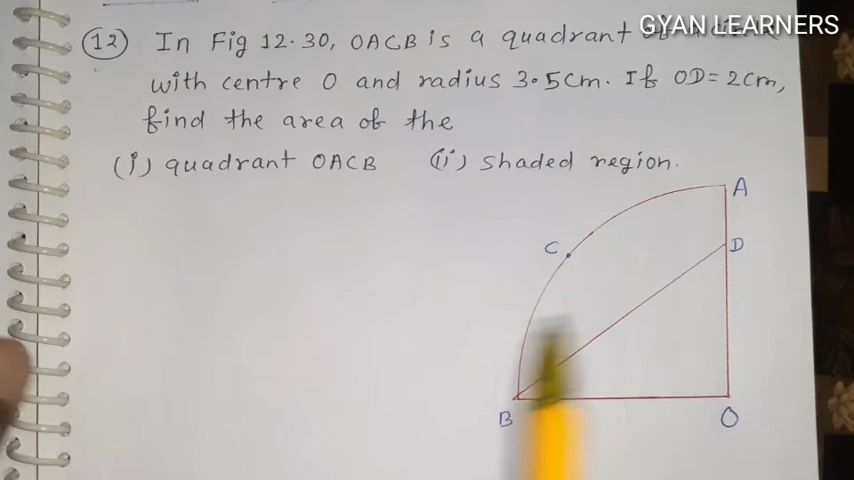 GYAN LEARNERS
(12) In Fig 12.30, OACB is a quadrant
with centre O and radius 3.5cm. If OD=2cm,
find the area of the
(i) quadrant OACB (ii) shaded region.
A
C
D
B
O